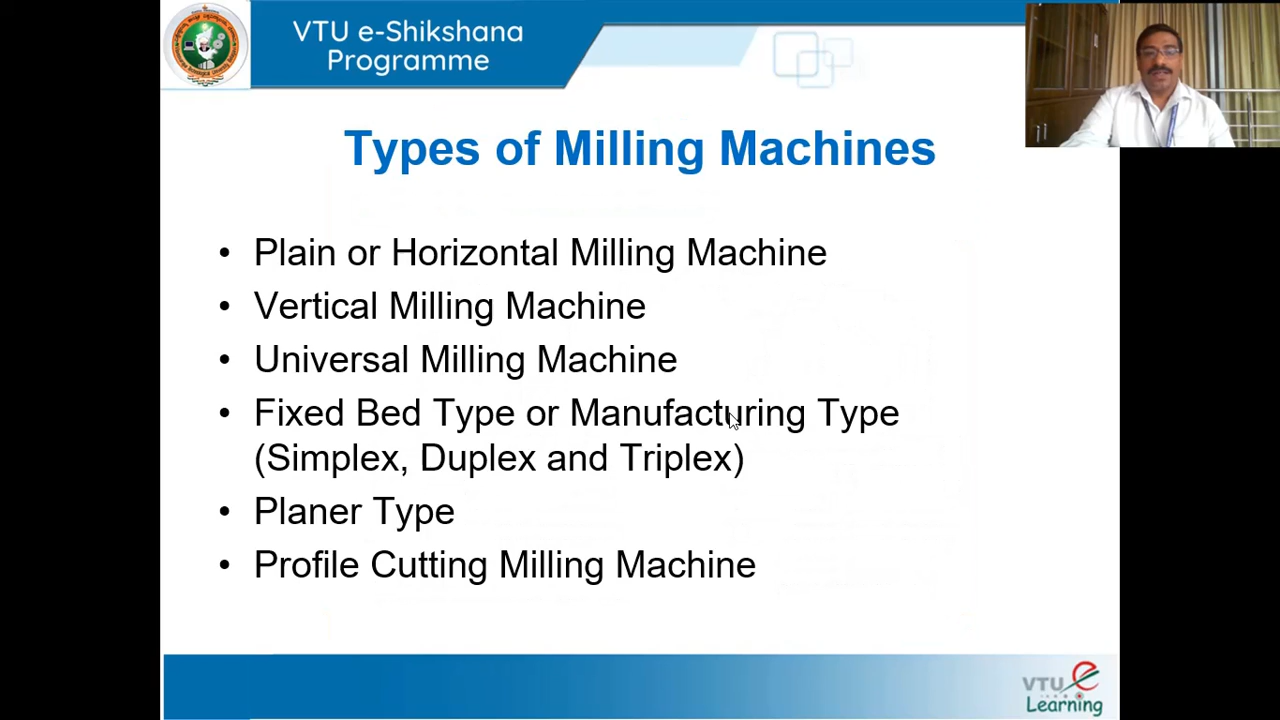 VTU e-Shikshana
Programme
Types of Milling Machines
• Plain or Horizontal Milling Machine
• Vertical Milling Machine
• Universal Milling Machine
• Fixed Bed Type or Manufacturing Type
(Simplex, Duplex and Triplex)
• Planer Type
• Profile Cutting Milling Machine
VTU e
Learning